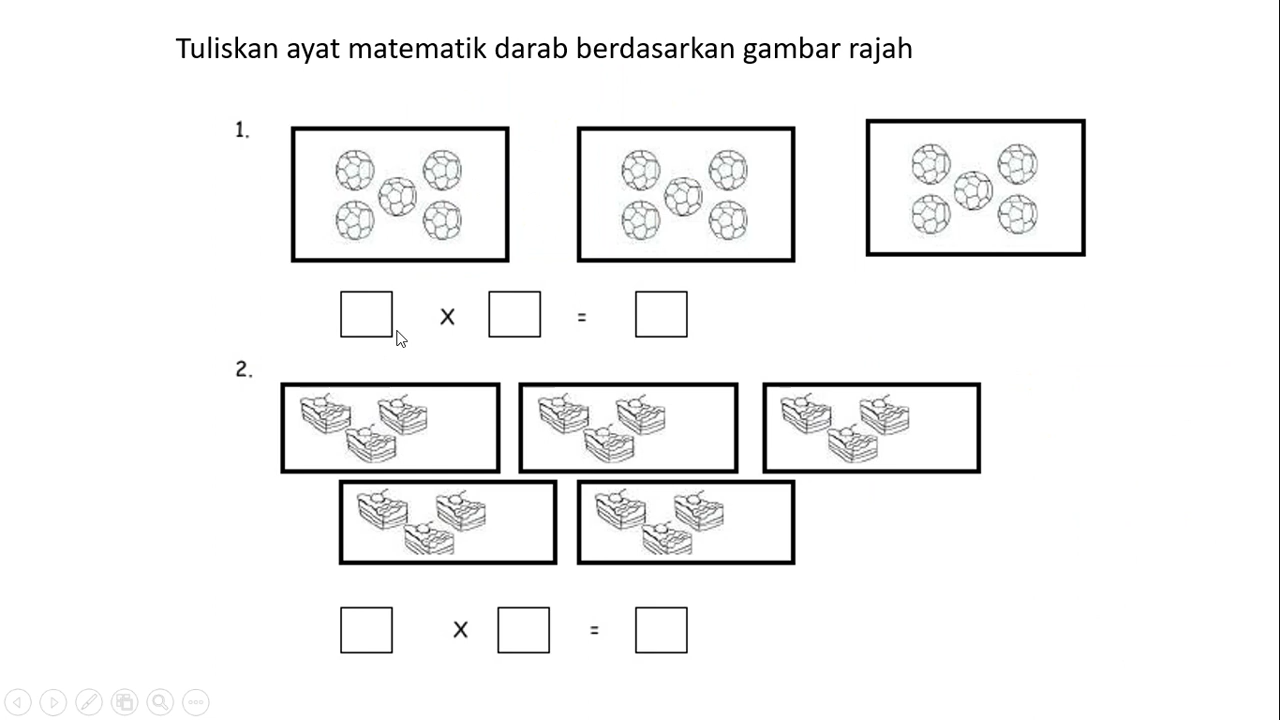 Tuliskan ayat matematik darab berdasarkan gambar rajah
1.
X =
2.
X =